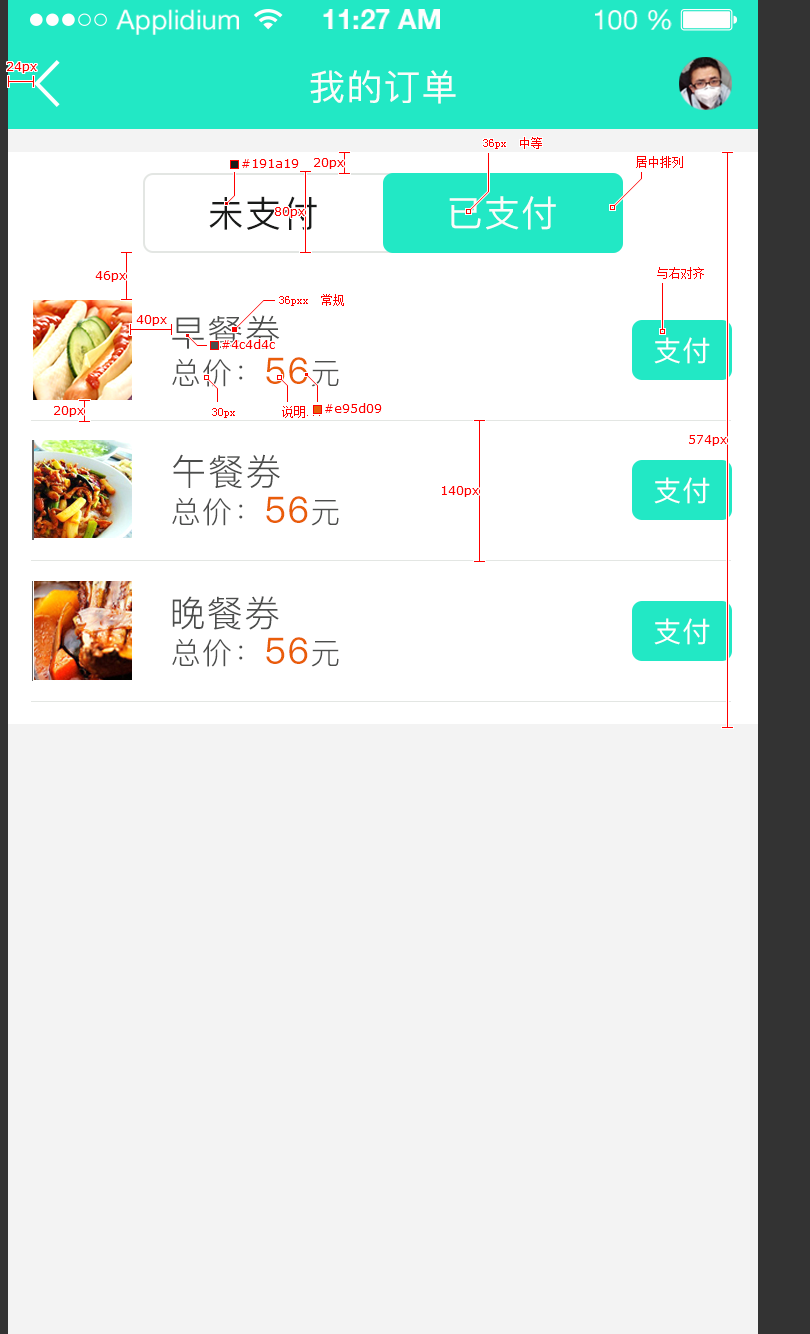 Applidium 11:27 AM 100 %
24px 我的订单
#191a19 20px 36px 中等 居中排列
未支付 80px 已支付
46px 与右对齐
36pxx 常规
40px 早餐券 支付
#4c4d4c
总价：56元
20px 30px 说明 #e95d09
574px
午餐券 支付
140px
总价：56元
晚餐券 支付
总价：56元